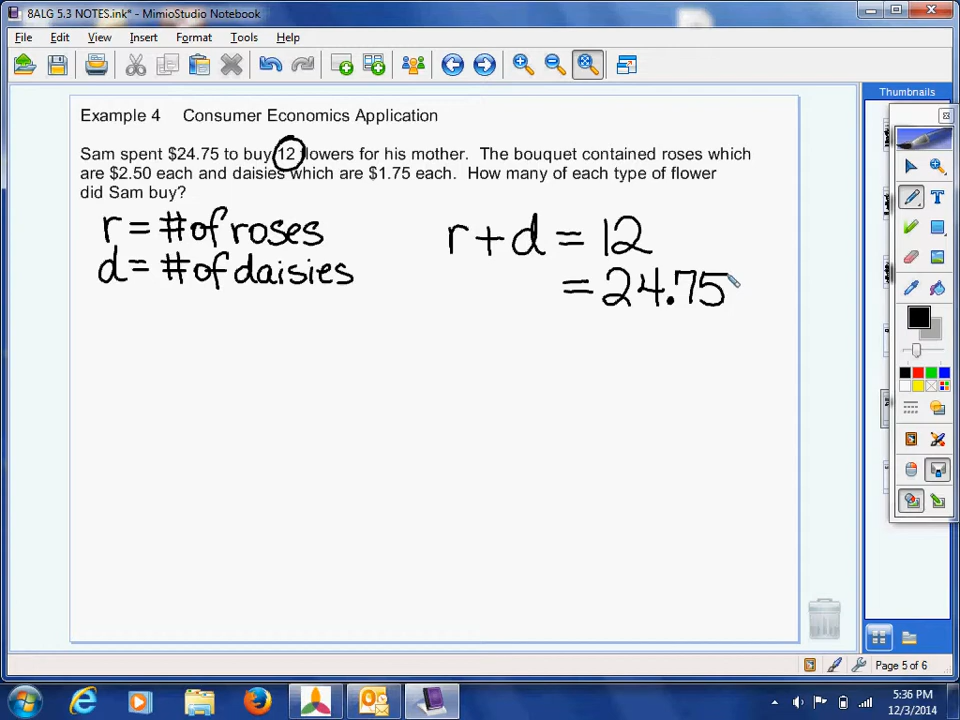 8ALG 5.3 NOTES.ink* - MimioStudio Notebook
File Edit View Insert Format Tools Help
Thumbnails
Example 4 Consumer Economics Application
Sam spent $24.75 to buy 12 flowers for his mother. The bouquet contained roses which
are $2.50 each and daisies which are $1.75 each. How many of each type of flower
did Sam buy?
r = # of roses
d = # of daisies
r + d = 12
= 24.75
Page 5 of 6
5:36 PM
12/3/2014